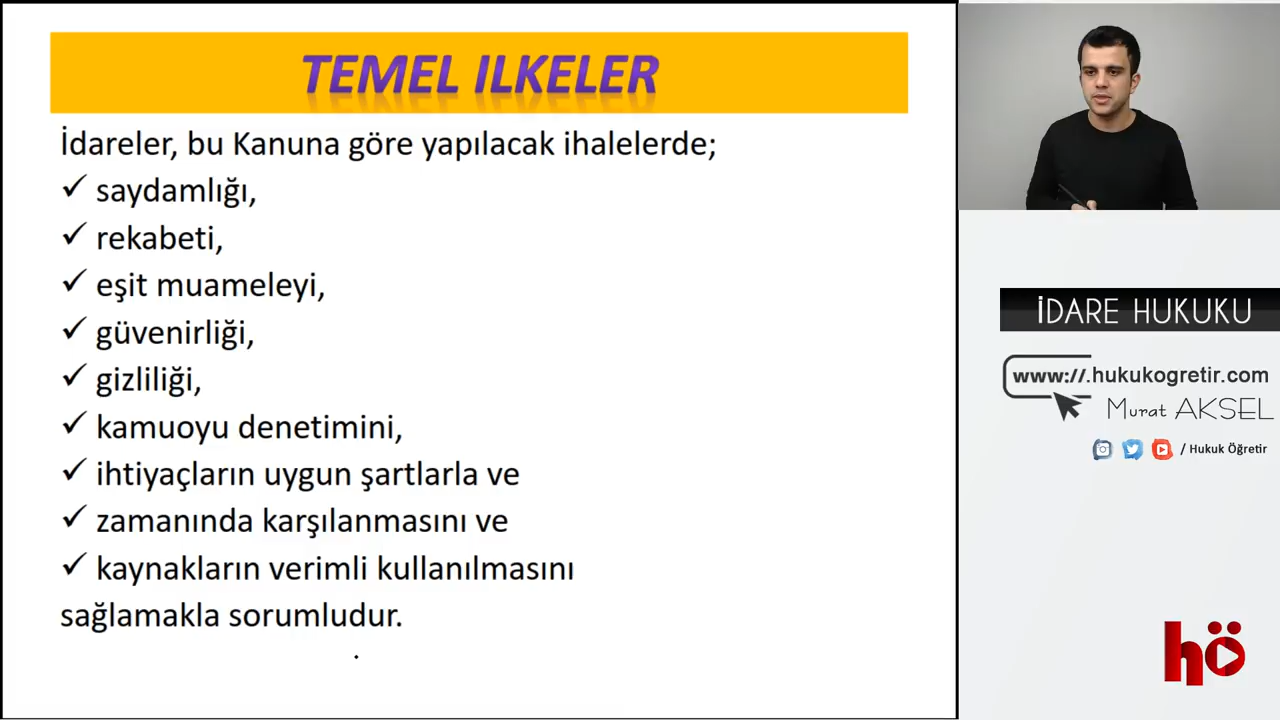 TEMEL ILKELER
İdareler, bu Kanuna göre yapılacak ihalelerde;
✓ saydamlığı,
✓ rekabeti,
✓ eşit muameleyi,
✓ güvenirliği,
✓ gizliliği,
✓ kamuoyu denetimini,
✓ ihtiyaçların uygun şartlarla ve
✓ zamanında karşılanmasını ve
✓ kaynakların verimli kullanılmasını
sağlamakla sorumludur.
İDARE HUKUKU
www://.hukukogretir.com
Murat AKSEL
/ Hukuk Öğretir
hö